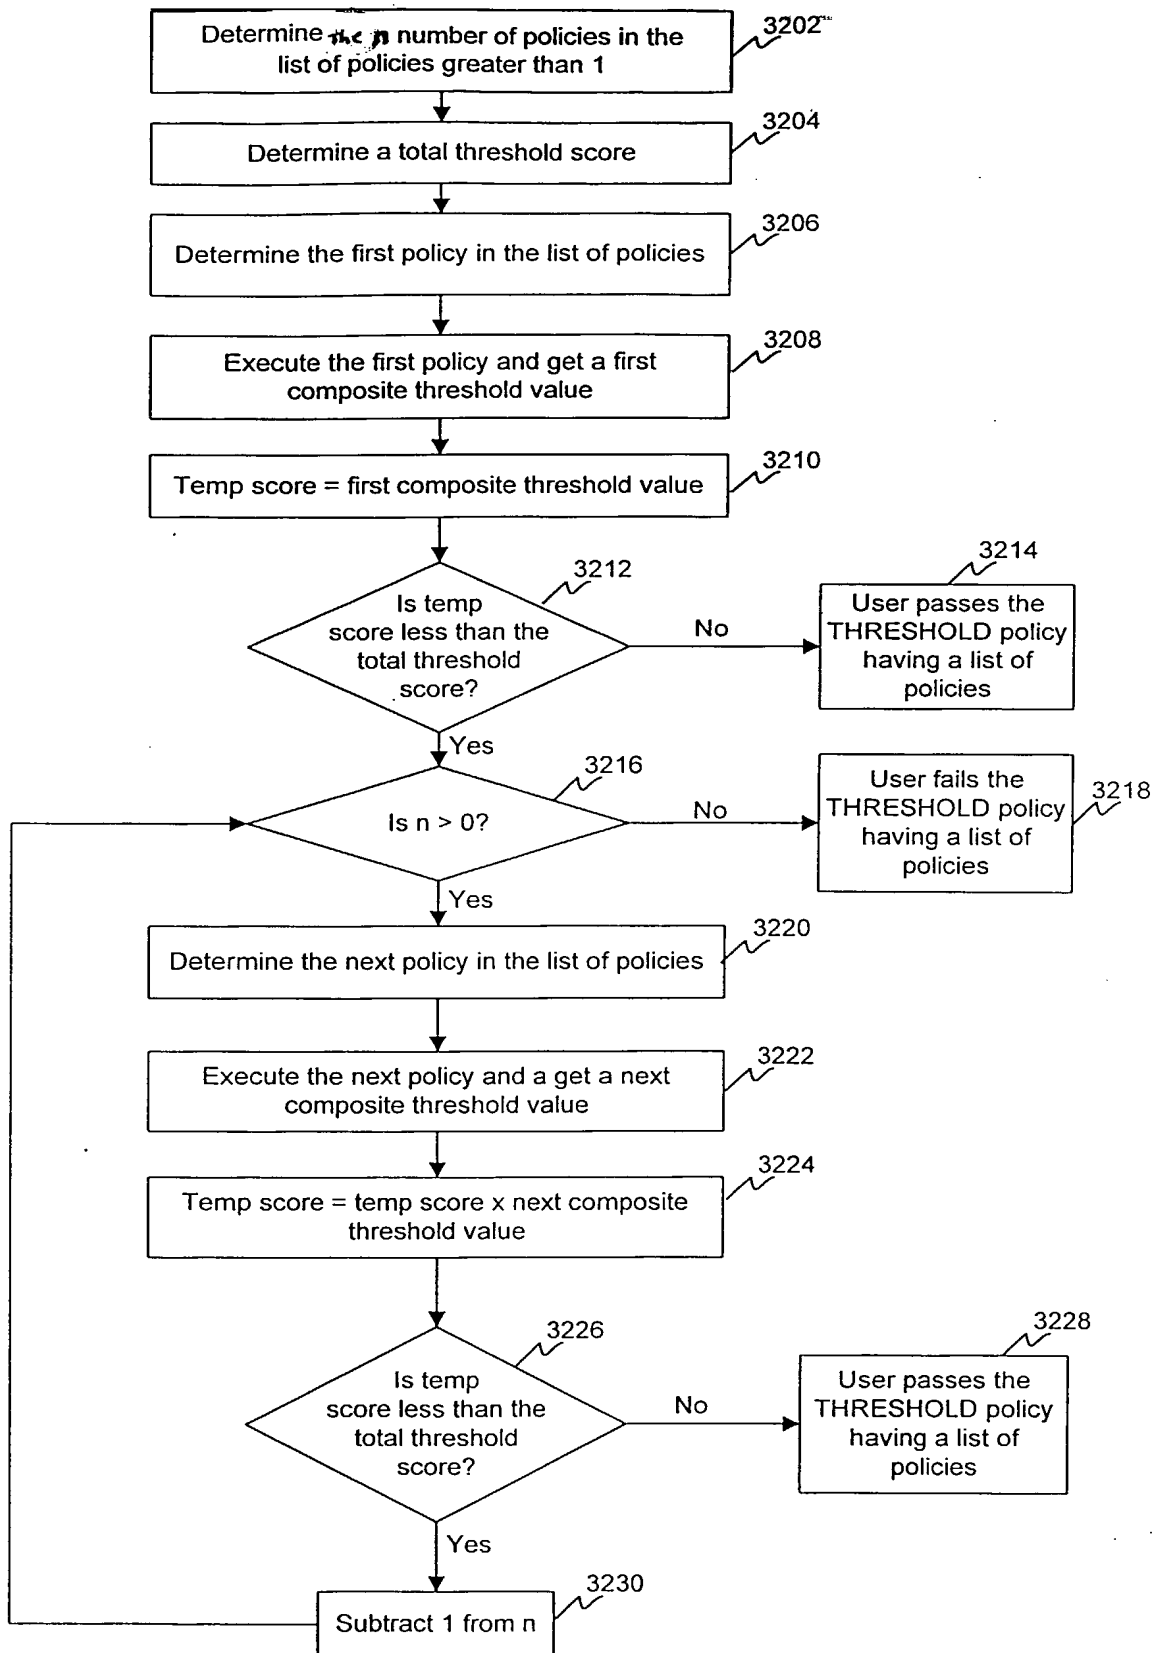 Determine the n number of policies in the
list of policies greater than 1
3202
Determine a total threshold score
3204
Determine the first policy in the list of policies
3206
Execute the first policy and get a first
composite threshold value
3208
Temp score = first composite threshold value
3210
Is temp
score less than the
total threshold
score?
3212
No
User passes the
THRESHOLD policy
having a list of
policies
3214
Yes
Is n > 0?
3216
No
User fails the
THRESHOLD policy
having a list of
policies
3218
Yes
Determine the next policy in the list of policies
3220
Execute the next policy and a get a next
composite threshold value
3222
Temp score = temp score x next composite
threshold value
3224
Is temp
score less than the
total threshold
score?
3226
No
User passes the
THRESHOLD policy
having a list of
policies
3228
Yes
Subtract 1 from n
3230